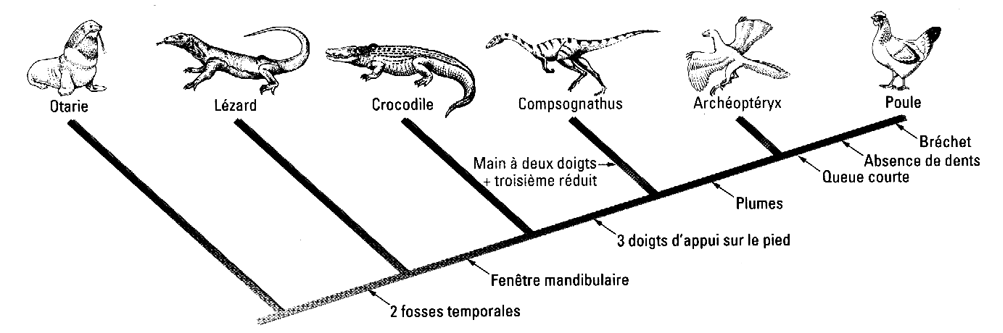 Otarie
Lézard
Crocodile
Compsognathus
Archéoptéryx
Poule
Bréchet
Absence de dents
Queue courte
Main à deux doigts
+ troisième réduit
Plumes
3 doigts d'appui sur le pied
Fenêtre mandibulaire
2 fosses temporales